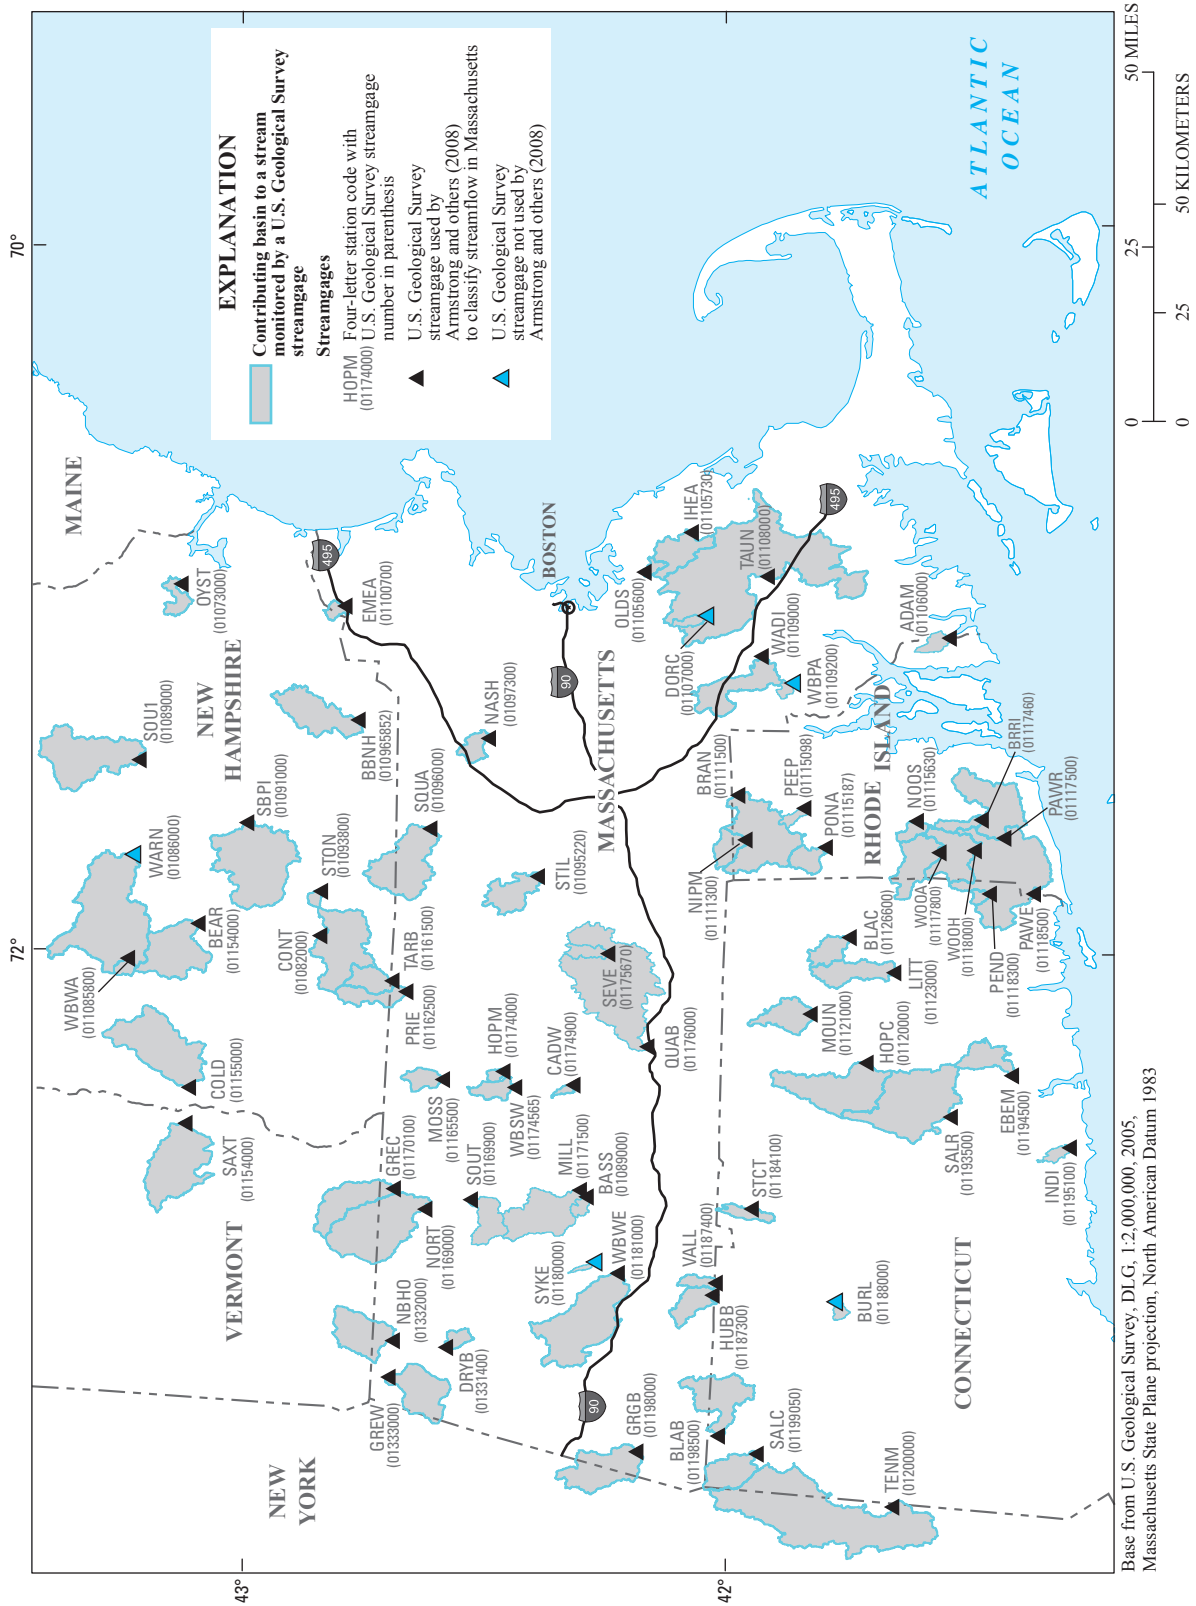 70°
72°
43°
42°
EXPLANATION
Contributing basin to a stream
monitored by a U.S. Geological Survey
streamgage
Streamgages
HOPM
(01174000)
Four-letter station code with
U.S. Geological Survey streamgage
number in parenthesis
U.S. Geological Survey
streamgage used by
Armstrong and others (2008)
to classify streamflow in Massachusetts
U.S. Geological Survey
streamgage not used by
Armstrong and others (2008)
MAINE
NEW
HAMPSHIRE
VERMONT
NEW
YORK
MASSACHUSETTS
BOSTON
RHODE
ISLAND
CONNECTICUT
ATLANTIC
OCEAN
495
495
90
90
OYST
(01073000)
SOU1
(01089000)
WARN
(01086000)
SBPI
(01091000)
BEAR
(01154000)
WBWA
(011085800)
COLD
(01155000)
SAXT
(01154000)
EMEA
(01100700)
BBNH
(010965852)
NASH
(01097300)
SQUA
(01096000)
STON
(01093800)
CONT
(01082000)
TARB
(01161500)
PRIE
(01162500)
STIL
(01095220)
SEVE
(01175670)
QUAB
(01176000)
HOPM
(01174000)
CADW
(01174900)
MOSS
(01165500)
WBSW
(01174565)
GREC
(01170100)
NORT
(01169000)
SOUT
(01169900)
MILL
(01171500)
BASS
(01089000)
WBWE
(01181000)
SYKE
(01180000)
NBHO
(01332000)
DRYB
(01331400)
GREW
(01333000)
GRGB
(01198000)
BLAB
(01198500)
SALC
(01199050)
TENM
(01200000)
HUBB
(01187300)
VALL
(01187400)
STCT
(01184100)
BURL
(01188000)
IHEA
(01105730)
OLDS
(01105600)
TAUN
(01108000)
DORC
(01107000)
WADI
(01109000)
WBPA
(01109200)
ADAM
(01106000)
BRAN
(01111500)
PEEP
(01115098)
PONA
(01115187)
NIPM
(01111300)
NOOS
(01115630)
BRRI
(01117460)
PAWR
(01117500)
WOOA
(01117800)
WOOH
(01118000)
PEND
(01118300)
PAWE
(01118500)
BLAC
(01126600)
LITT
(01123000)
MOUN
(01121000)
HOPC
(01120000)
EBEM
(01194500)
SALR
(01193500)
INDI
(01195100)
0 25 50 MILES
0 25 50 KILOMETERS
Base from U.S. Geological Survey, DLG, 1:2,000,000, 2005,
Massachusetts State Plane projection, North American Datum 1983